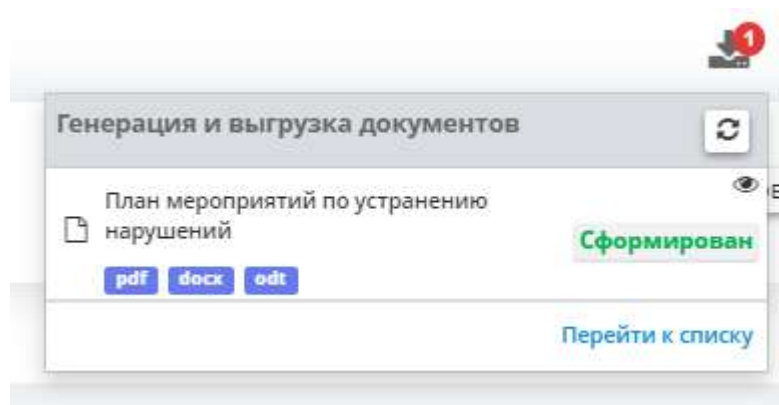 1
Генерация и выгрузка документов
План мероприятий по устранению
нарушений
Сформирован
pdf docx odt
Перейти к списку